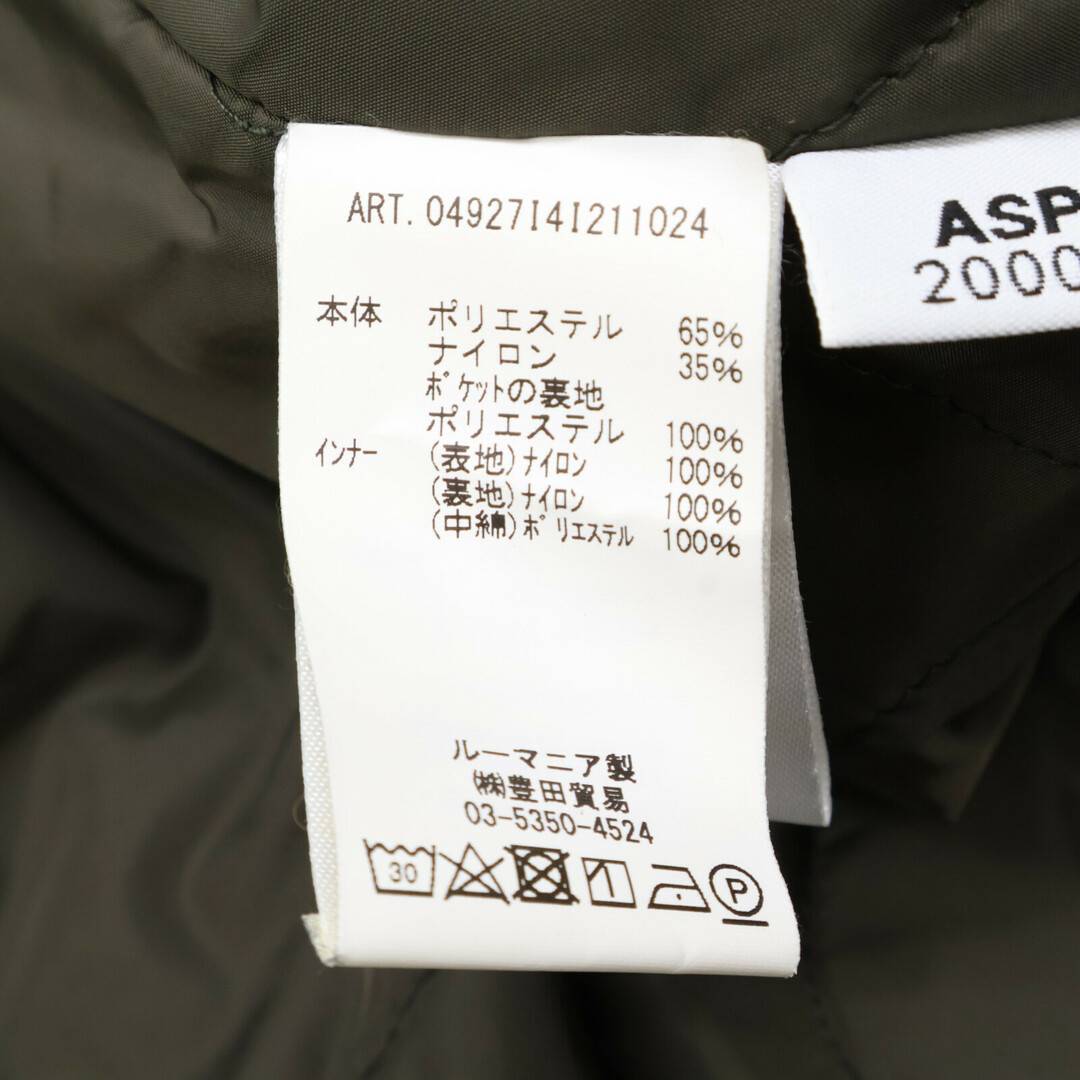 ART. 04927I4I211024
本体 ポリエステル 65%
ナイロン 35%
ポケットの裏地
ポリエステル 100%
インナー (表地)ナイロン 100%
(裏地)ナイロン 100%
(中綿)ポリエステル 100%
ルーマニア製
㈱豊田貿易
03-5350-4524
30
P
ASP
2000